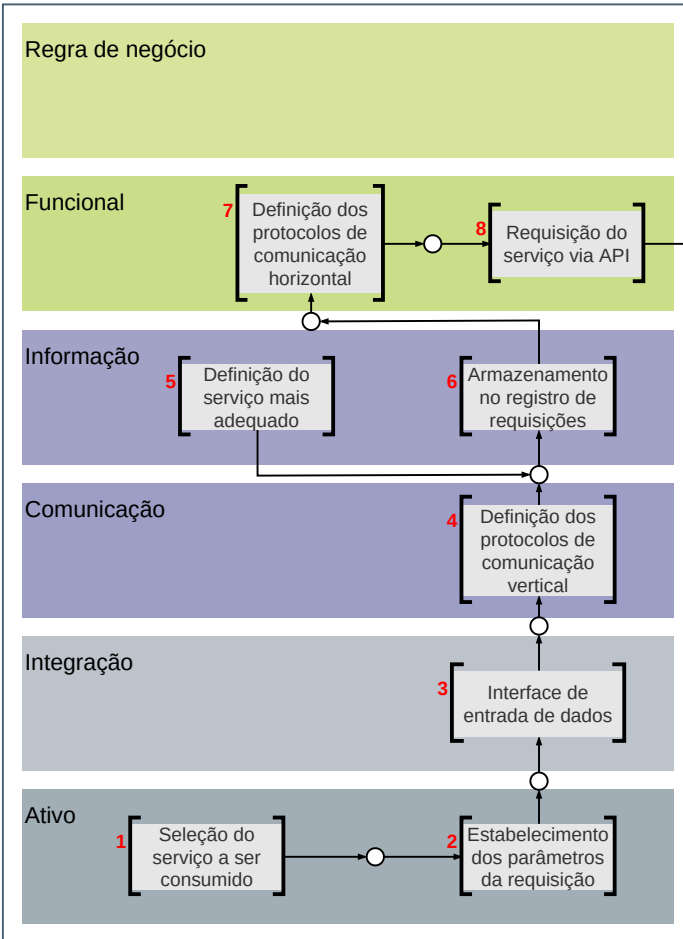 Regra de negócio
Funcional
7
Definição dos
protocolos de
comunicação
horizontal
8
Requisição do
serviço via API
Informação
5
Definição do
serviço mais
adequado
6
Armazenamento
no registro de
requisições
Comunicação
4
Definição dos
protocolos de
comunicação
vertical
Integração
3
Interface de
entrada de dados
Ativo
1
Seleção do
serviço a ser
consumido
2
Estabelecimento
dos parâmetros
da requisição